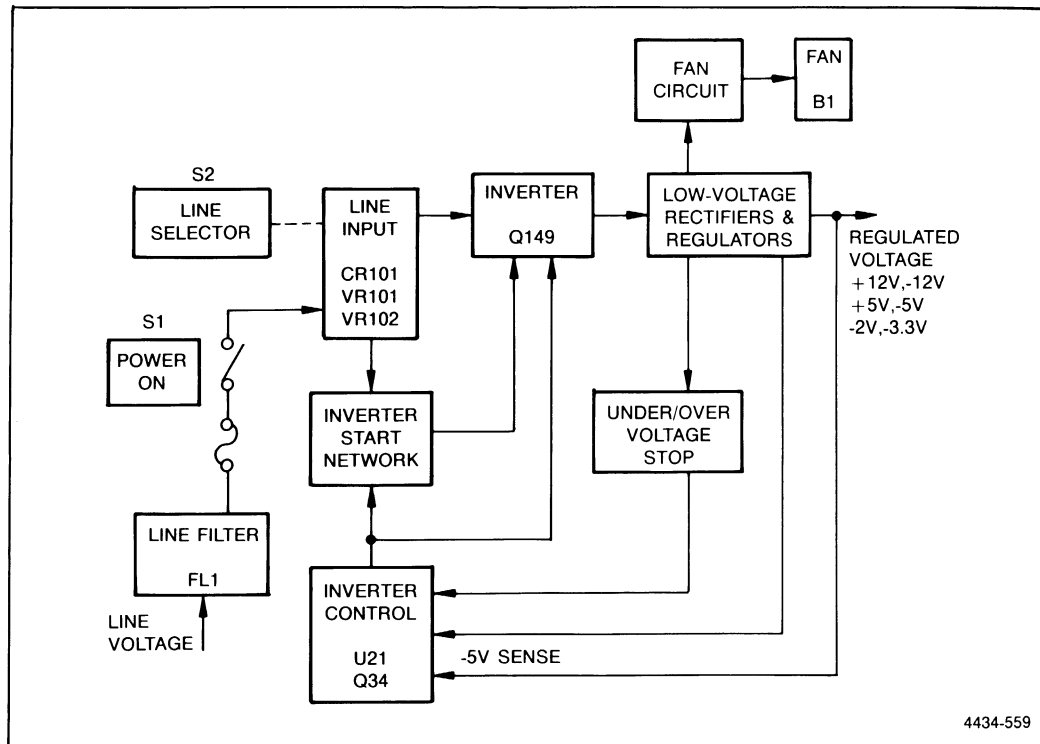 FAN
CIRCUIT
FAN
B1
S2
LINE
SELECTOR
LINE
INPUT
CR101
VR101
VR102
INVERTER
Q149
LOW-VOLTAGE
RECTIFIERS &
REGULATORS
REGULATED
VOLTAGE
+12V,-12V
+5V,-5V
-2V,-3.3V
S1
POWER
ON
INVERTER
START
NETWORK
UNDER/OVER
VOLTAGE
STOP
LINE FILTER
FL1
LINE
VOLTAGE
INVERTER
CONTROL
U21
Q34
-5V SENSE
4434-559